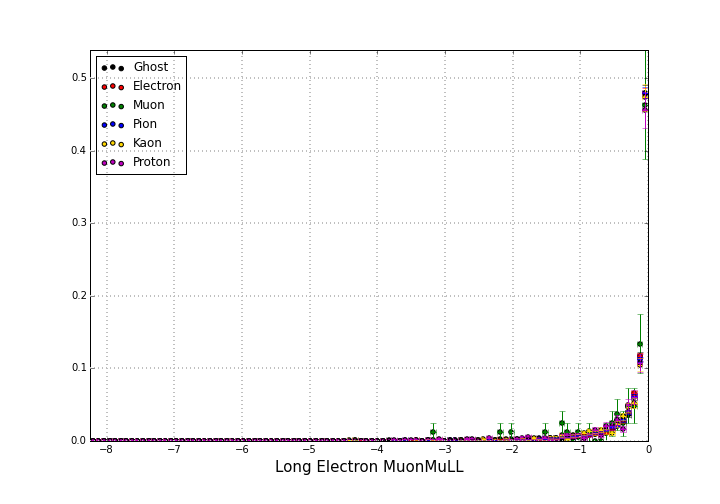 0.5
0.4
0.3
0.2
0.1
0.0
Ghost
Electron
Muon
Pion
Kaon
Proton
−8 −7 −6 −5 −4 −3 −2 −1 0
Long Electron MuonMuLL